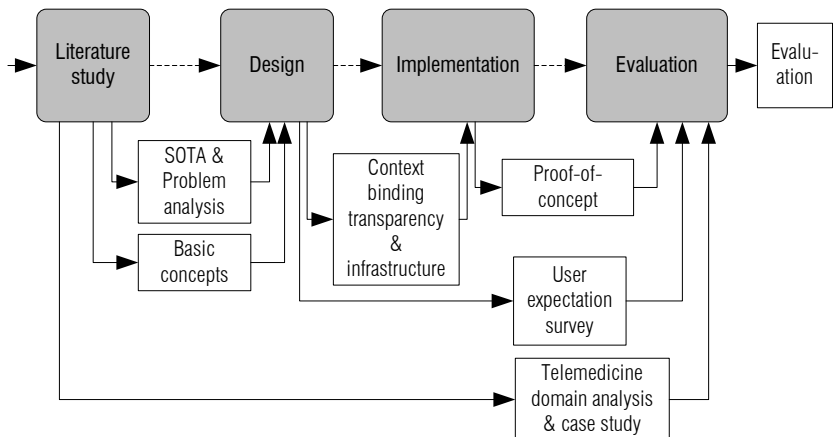 Literature
study
Design
Implementation
Evaluation
Evalu-
ation
SOTA &
Problem
analysis
Basic
concepts
Context
binding
transparency
&
infrastructure
Proof-of-
concept
User
expectation
survey
Telemedicine
domain analysis
& case study